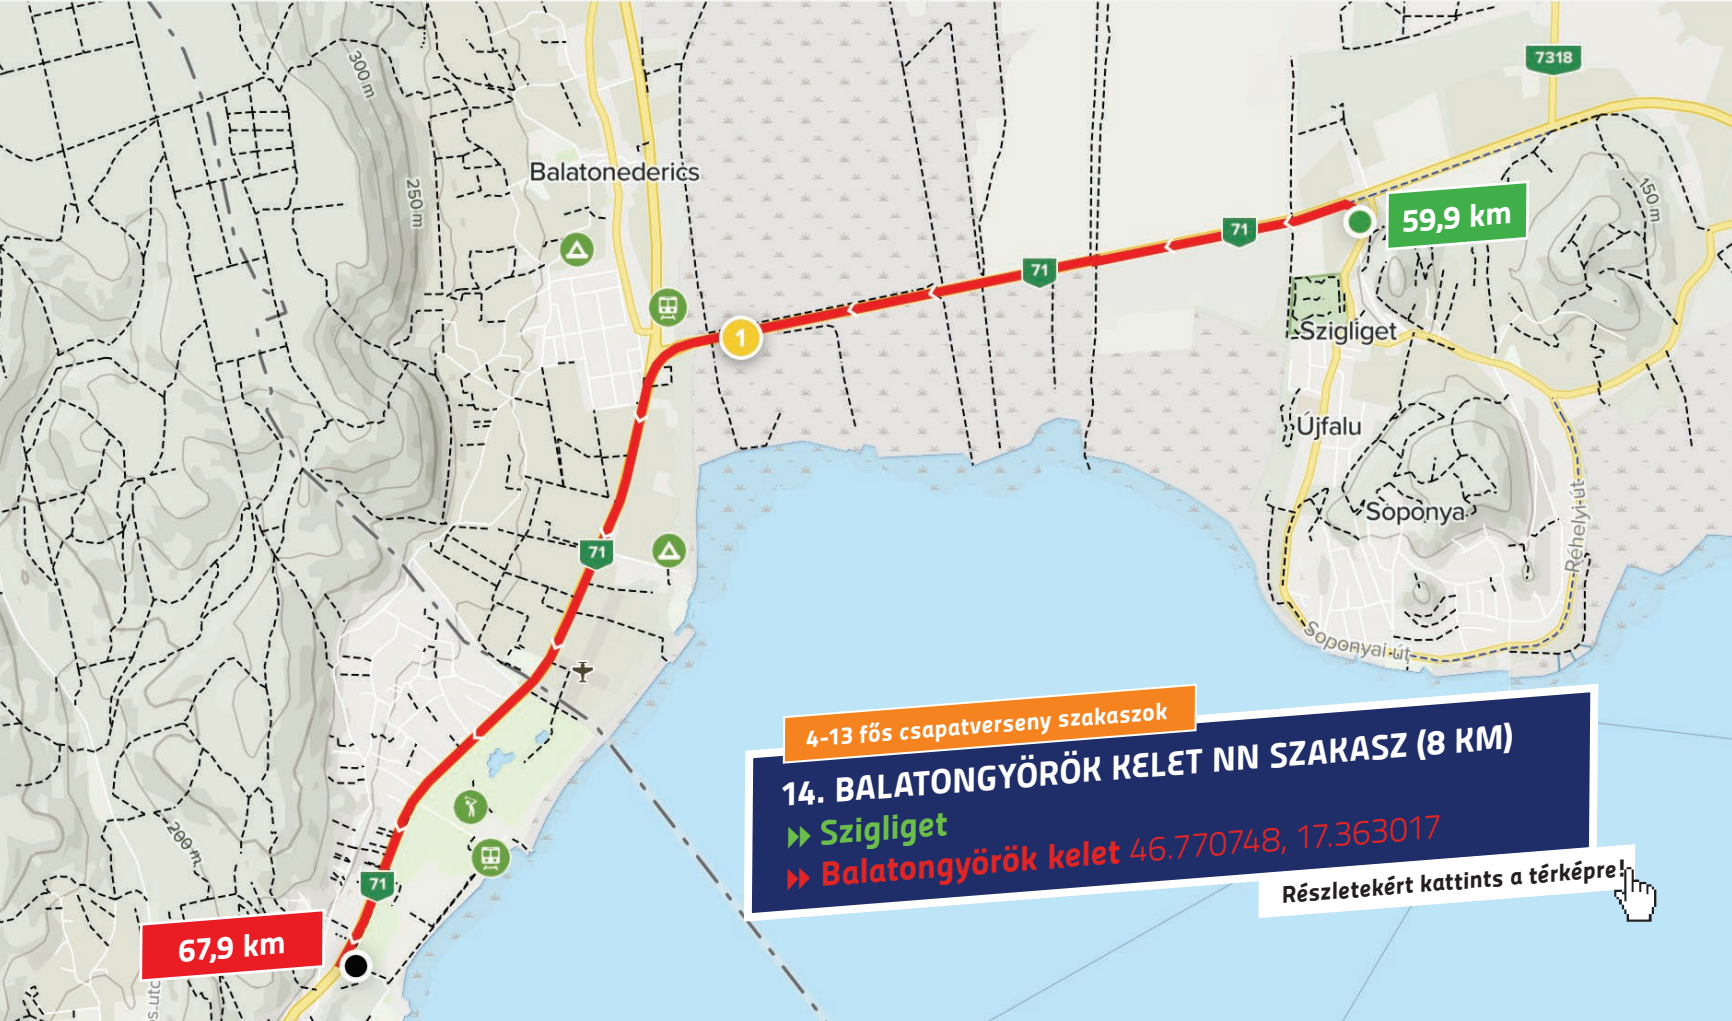 300 m
7318
Balatonederics
250 m
150 m
59,9 km
71
71
1
Szigliget
Újfalu
Soponya
Réhelyi út
71
Soponyai út
4-13 fős csapatverseny szakaszok
14. BALATONGYÖRÖK KELET NN SZAKASZ (8 KM)
Szigliget
Balatongyörök kelet 46.770748, 17.363017
Részletekért kattints a térképre!
200 m
71
67,9 km